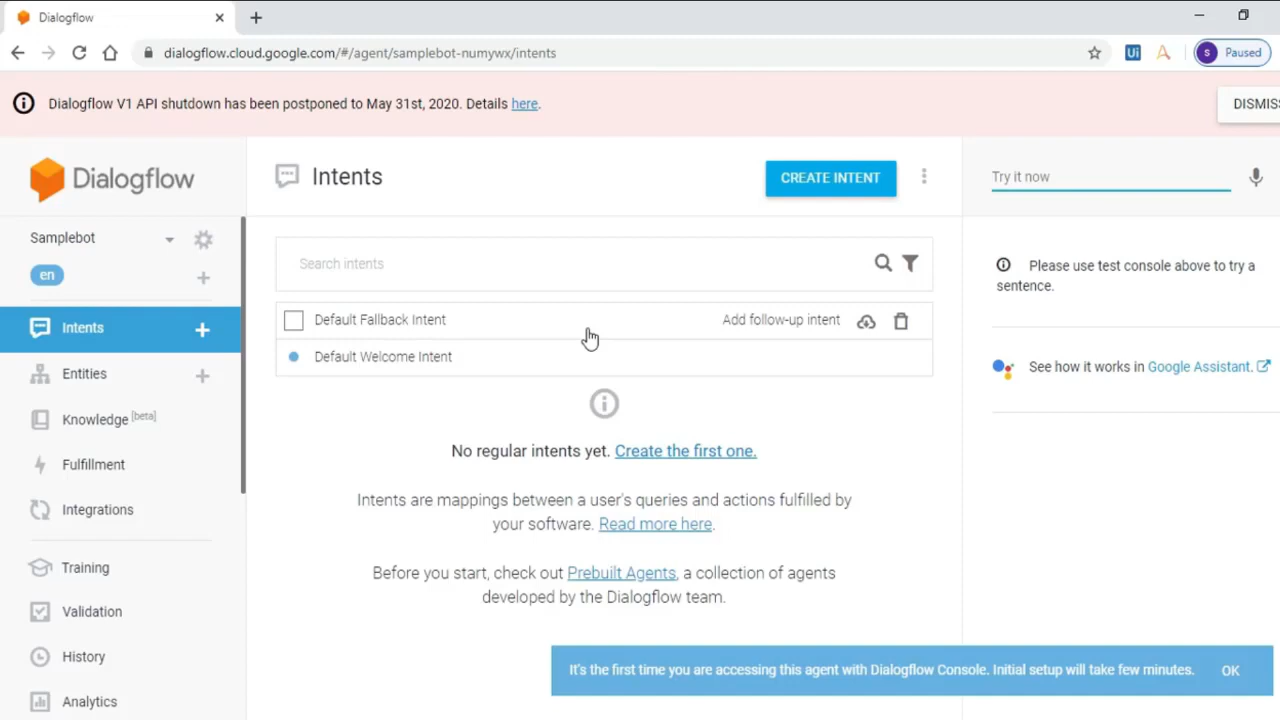 Dialogflow
dialogflow.cloud.google.com/#/agent/samplebot-numywx/intents
Ui
S
Paused
Dialogflow V1 API shutdown has been postponed to May 31st, 2020. Details here.
DISMISS
Dialogflow
Intents
CREATE INTENT
Try it now
Samplebot
en
Search intents
Please use test console above to try a
sentence.
Intents
Default Fallback Intent
Add follow-up intent
Default Welcome Intent
Entities
See how it works in Google Assistant.
Knowledge [beta]
No regular intents yet. Create the first one.
Fulfillment
Intents are mappings between a user's queries and actions fulfilled by
your software. Read more here.
Integrations
Training
Before you start, check out Prebuilt Agents, a collection of agents
developed by the Dialogflow team.
Validation
History
It's the first time you are accessing this agent with Dialogflow Console. Initial setup will take few minutes.
OK
Analytics